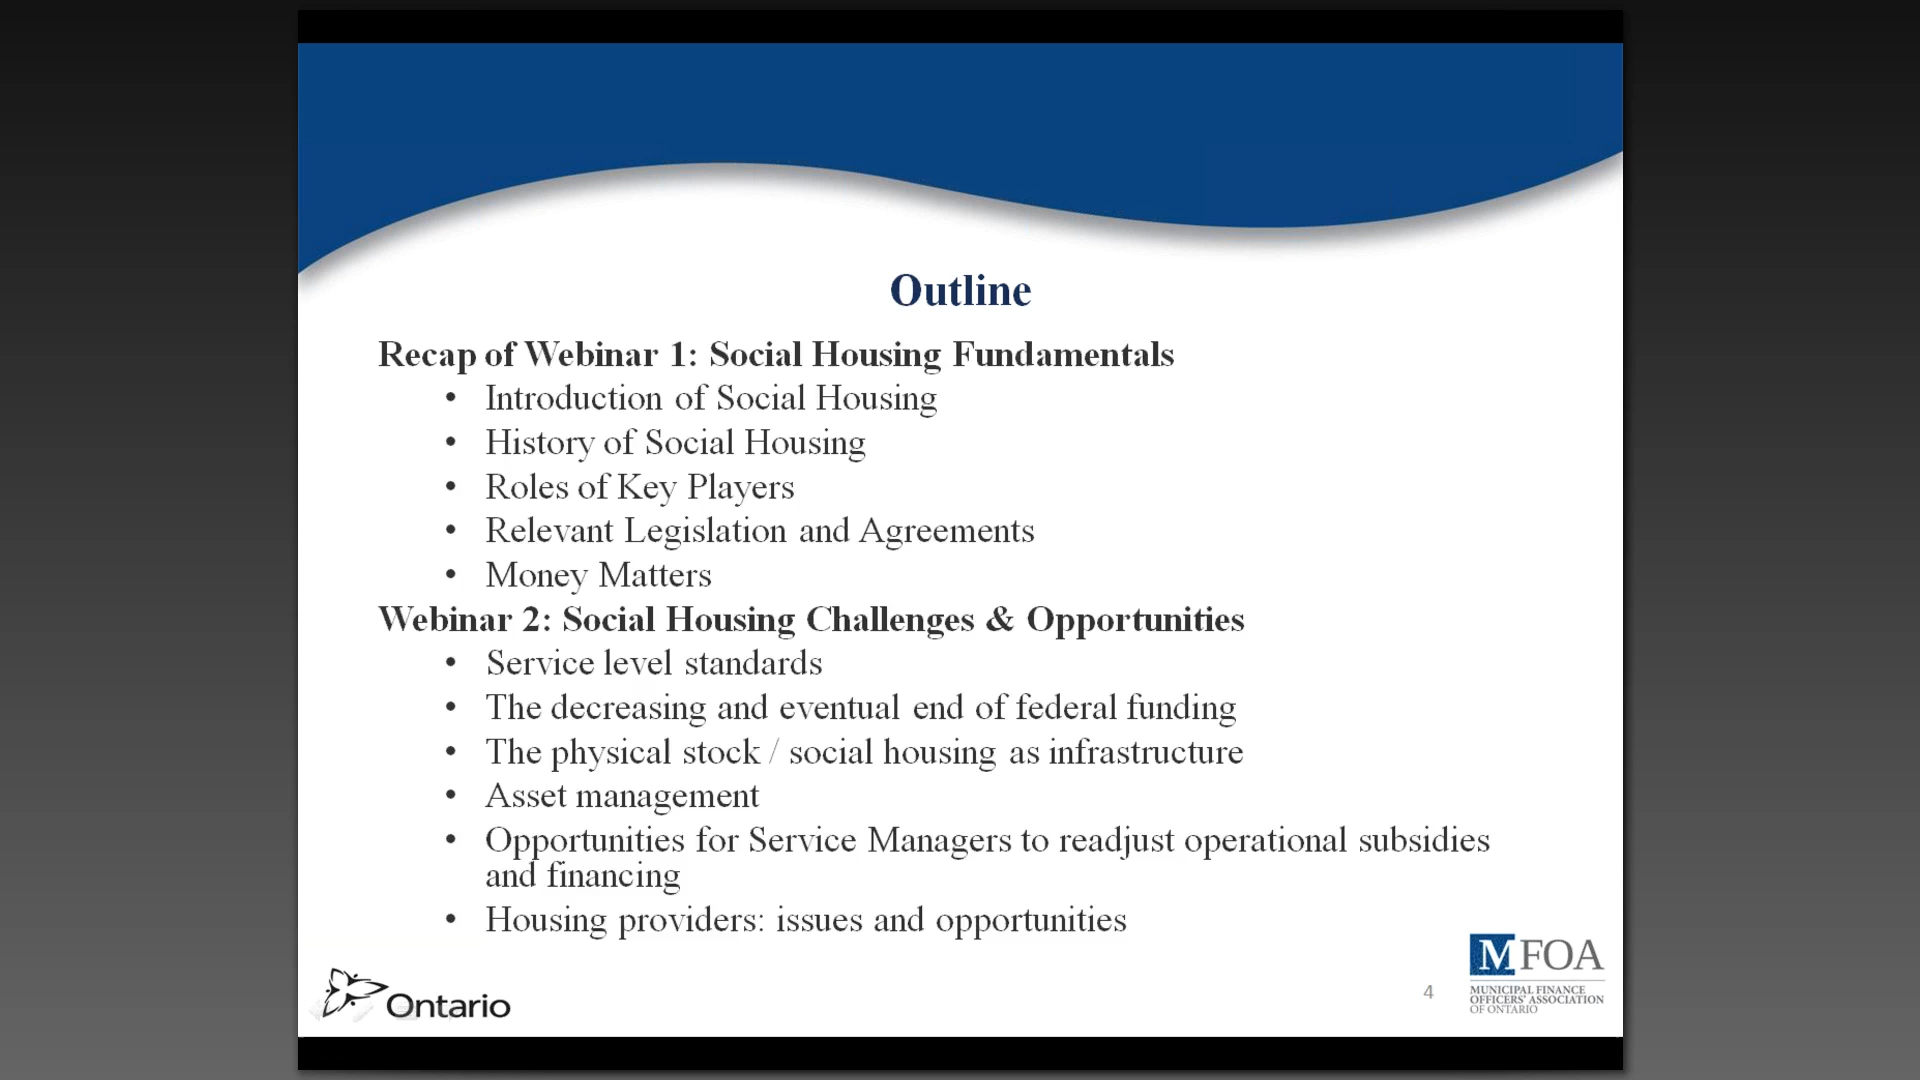 Outline
Recap of Webinar 1: Social Housing Fundamentals
• Introduction of Social Housing
• History of Social Housing
• Roles of Key Players
• Relevant Legislation and Agreements
• Money Matters
Webinar 2: Social Housing Challenges & Opportunities
• Service level standards
• The decreasing and eventual end of federal funding
• The physical stock / social housing as infrastructure
• Asset management
• Opportunities for Service Managers to readjust operational subsidies
and financing
• Housing providers: issues and opportunities
Ontario
4
MFOA
MUNICIPAL FINANCE
OFFICERS' ASSOCIATION
OF ONTARIO